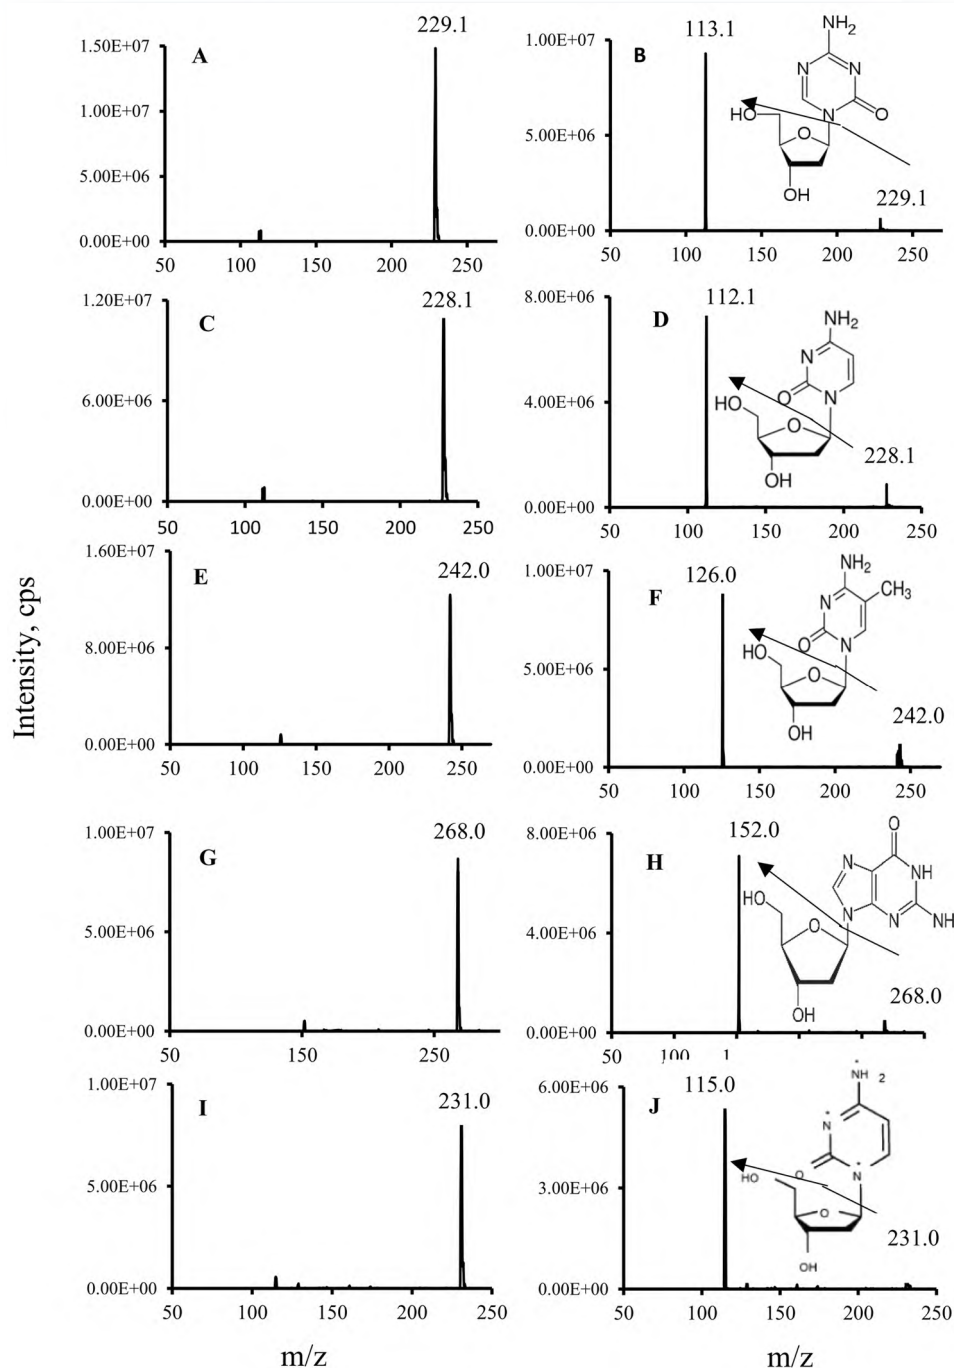 229.1
1.50E+07
A
1.00E+07
5.00E+06
0.00E+00
50 100 150 200 250
113.1
1.00E+07
B
5.00E+06
0.00E+00
NH2
N N
N O
HO O
OH
229.1
50 100 150 200 250
1.20E+07
C
228.1
6.00E+06
0.00E+00
50 100 150 200 250
112.1
8.00E+06
D
4.00E+06
0.00E+00
NH2
N
O N
HO O
OH
228.1
50 100 150 200 250
1.60E+07
E
242.0
8.00E+06
0.00E+00
50 100 150 200 250
126.0
1.00E+07
F
5.00E+06
0.00E+00
NH2
CH3
N
O N
HO O
OH
242.0
50 100 150 200 250
Intensity, cps
1.00E+07
G
268.0
5.00E+06
0.00E+00
50 150 250
152.0
8.00E+06
H
4.00E+06
0.00E+00
O
N NH
N N NH
HO O
OH
268.0
50 100 1
1.00E+07
I
231.0
5.00E+06
0.00E+00
50 100 150 200 250
m/z
115.0
6.00E+06
J
3.00E+06
0.00E+00
*
NH 2
* N
O N *
HO O
OH
231.0
50 100 150 200 250
m/z